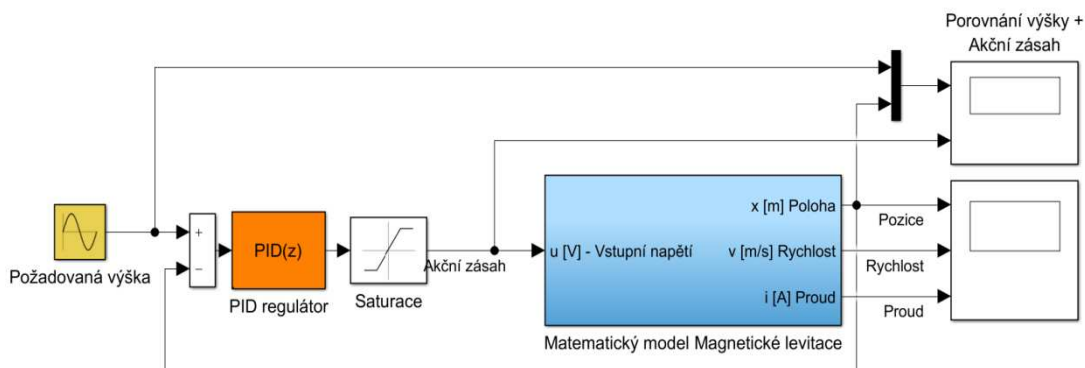 Porovnání výšky +
Akční zásah
Požadovaná výška
+
−
PID(z)
PID regulátor
Saturace
Akční zásah
u [V] - Vstupní napětí
x [m] Poloha
v [m/s] Rychlost
i [A] Proud
Matematický model Magnetické levitace
Pozice
Rychlost
Proud